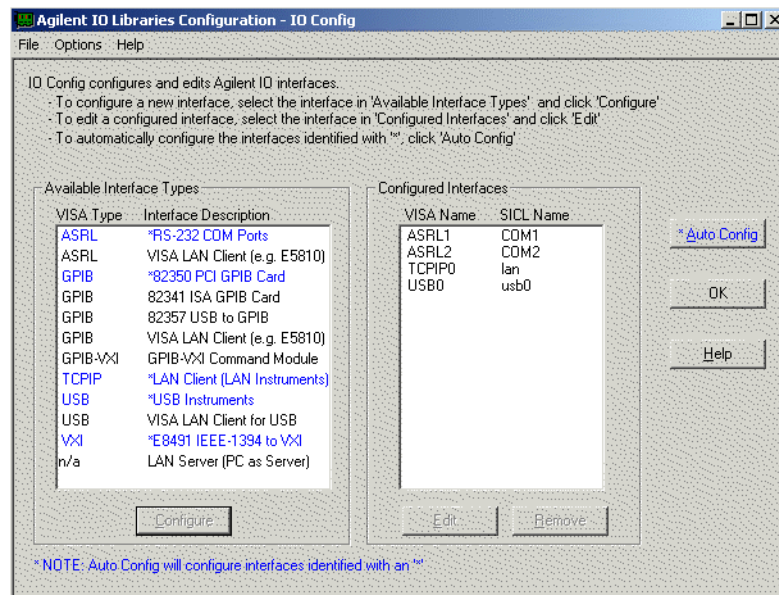 Agilent IO Libraries Configuration - IO Config
File Options Help
IO Config configures and edits Agilent IO interfaces.
- To configure a new interface, select the interface in 'Available Interface Types' and click 'Configure'
- To edit a configured interface, select the interface in 'Configured Interfaces' and click 'Edit'
- To automatically configure the interfaces identified with '*', click 'Auto Config'
Available Interface Types
VISA Type Interface Description
ASRL *RS-232 COM Ports
ASRL VISA LAN Client (e.g. E5810)
GPIB *82350 PCI GPIB Card
GPIB 82341 ISA GPIB Card
GPIB 82357 USB to GPIB
GPIB VISA LAN Client (e.g. E5810)
GPIB-VXI GPIB-VXI Command Module
TCPIP *LAN Client (LAN Instruments)
USB *USB Instruments
USB VISA LAN Client for USB
VXI *E8491 IEEE-1394 to VXI
n/a LAN Server (PC as Server)
Configure
Configured Interfaces
VISA Name SICL Name
ASRL1 COM1
ASRL2 COM2
TCPIP0 lan
USB0 usb0
Edit Remove
* Auto Config
OK
Help
* NOTE: Auto Config will configure interfaces identified with an '*'